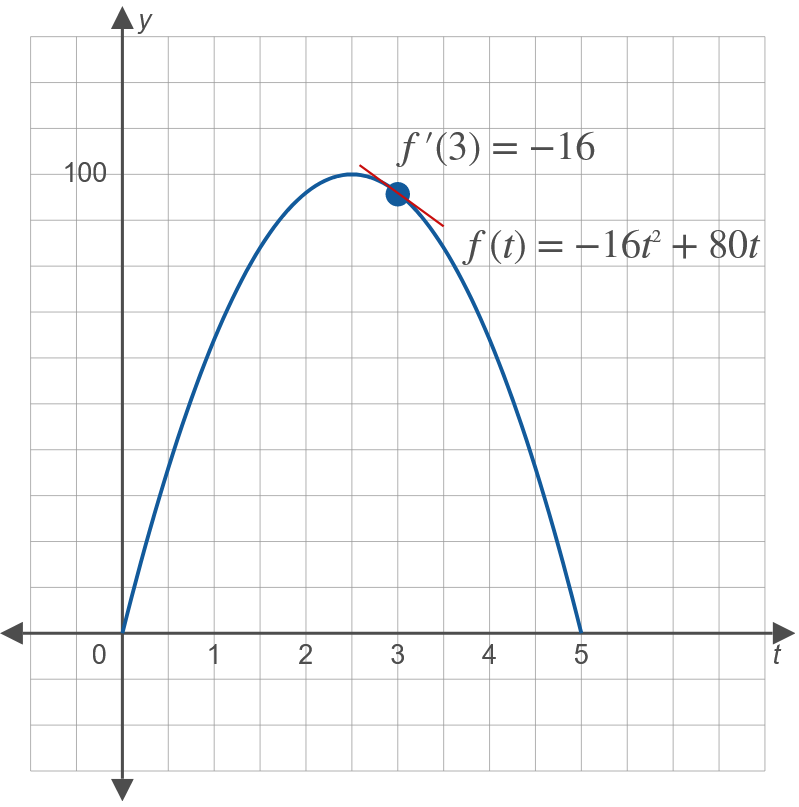 y
f ′(3) = −16
100
f (t) = −16t² + 80t
0 1 2 3 4 5 t